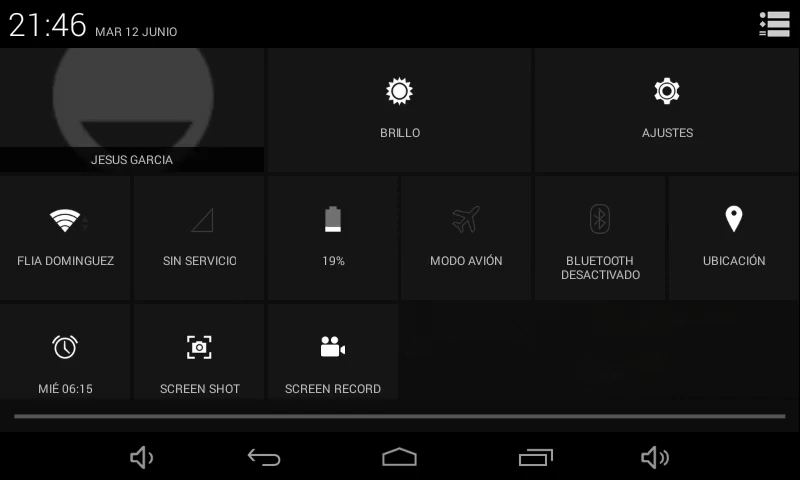 21:46 MAR 12 JUNIO
JESUS GARCIA
BRILLO
AJUSTES
FLIA DOMINGUEZ
SIN SERVICIO
19%
MODO AVIÓN
BLUETOOTH
DESACTIVADO
UBICACIÓN
MIÉ 06:15
SCREEN SHOT
SCREEN RECORD